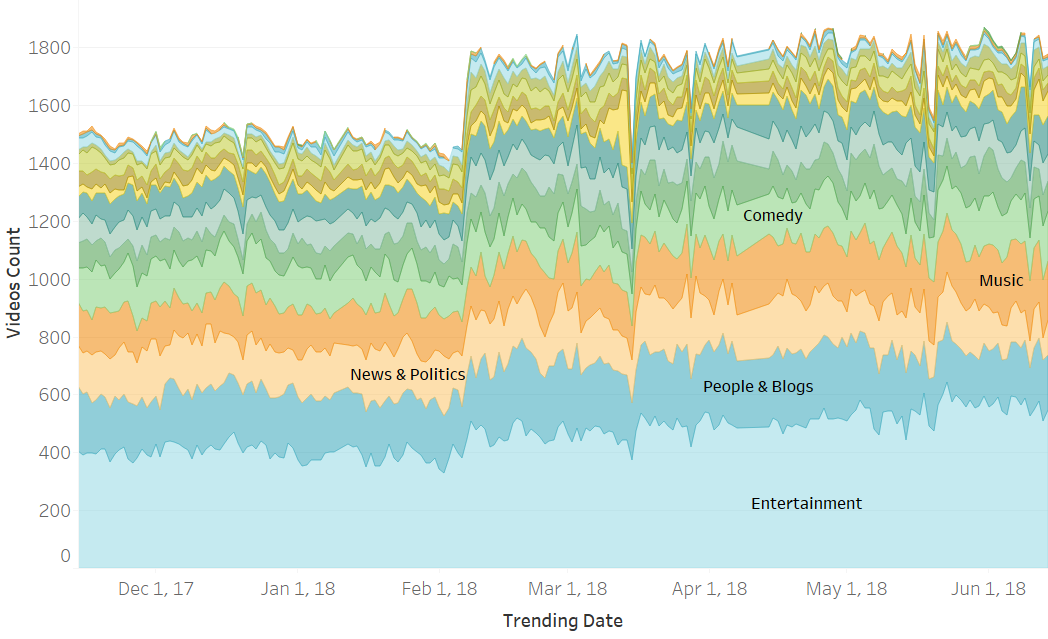 1800
1600
1400
1200
1000
800
600
400
200
0
Videos Count
Comedy
Music
News & Politics
People & Blogs
Entertainment
Dec 1, 17
Jan 1, 18
Feb 1, 18
Mar 1, 18
Apr 1, 18
May 1, 18
Jun 1, 18
Trending Date